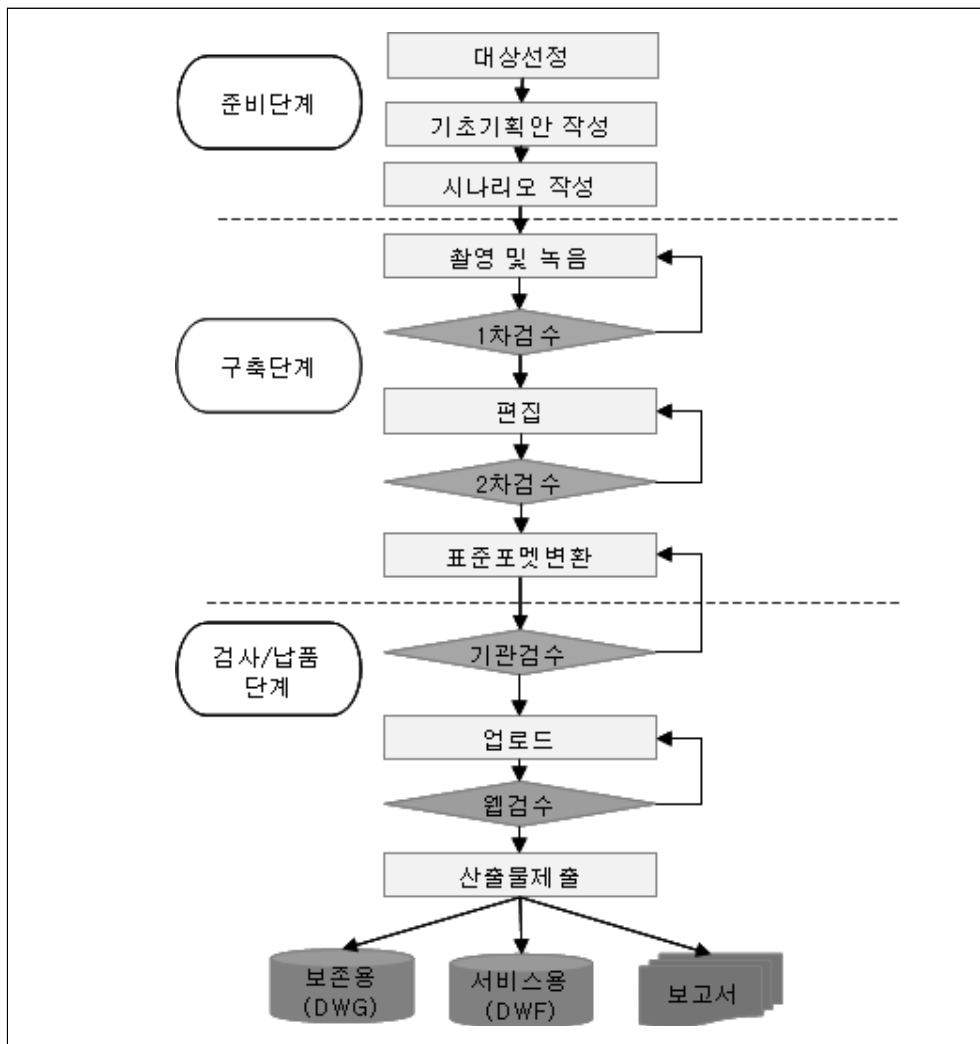 대상선정
준비단계
기초기획안 작성
시나리오 작성
촬영 및 녹음
1차검수
구축단계
편집
2차검수
표준포멧변환
기관검수
검사/납품
단계
업로드
웹검수
산출물제출
보존용
(DWG)
서비스용
(DWF)
보고서